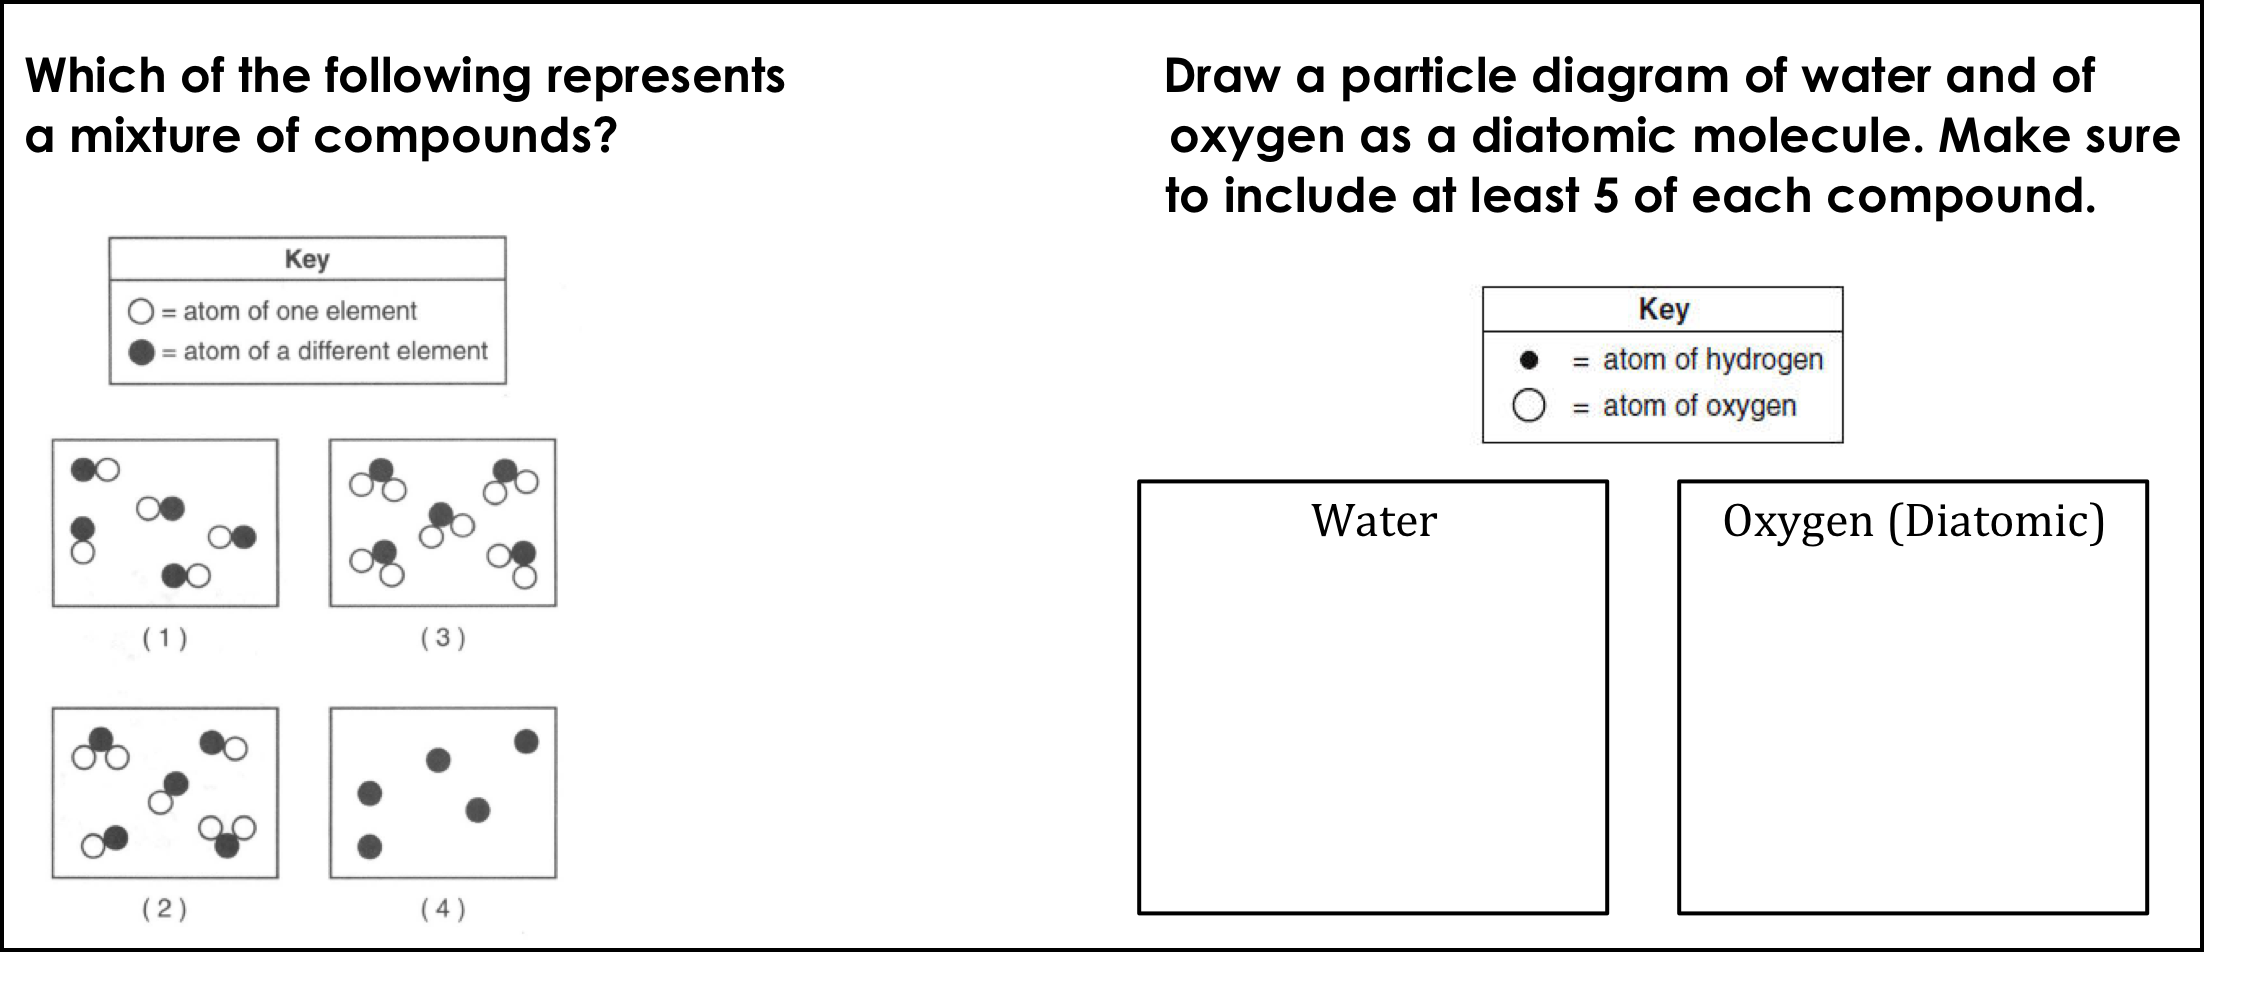 Which of the following represents
a mixture of compounds?
Key
= atom of one element
= atom of a different element
(1)
(3)
(2)
(4)
Draw a particle diagram of water and of
oxygen as a diatomic molecule. Make sure
to include at least 5 of each compound.
Key
= atom of hydrogen
= atom of oxygen
Water
Oxygen (Diatomic)